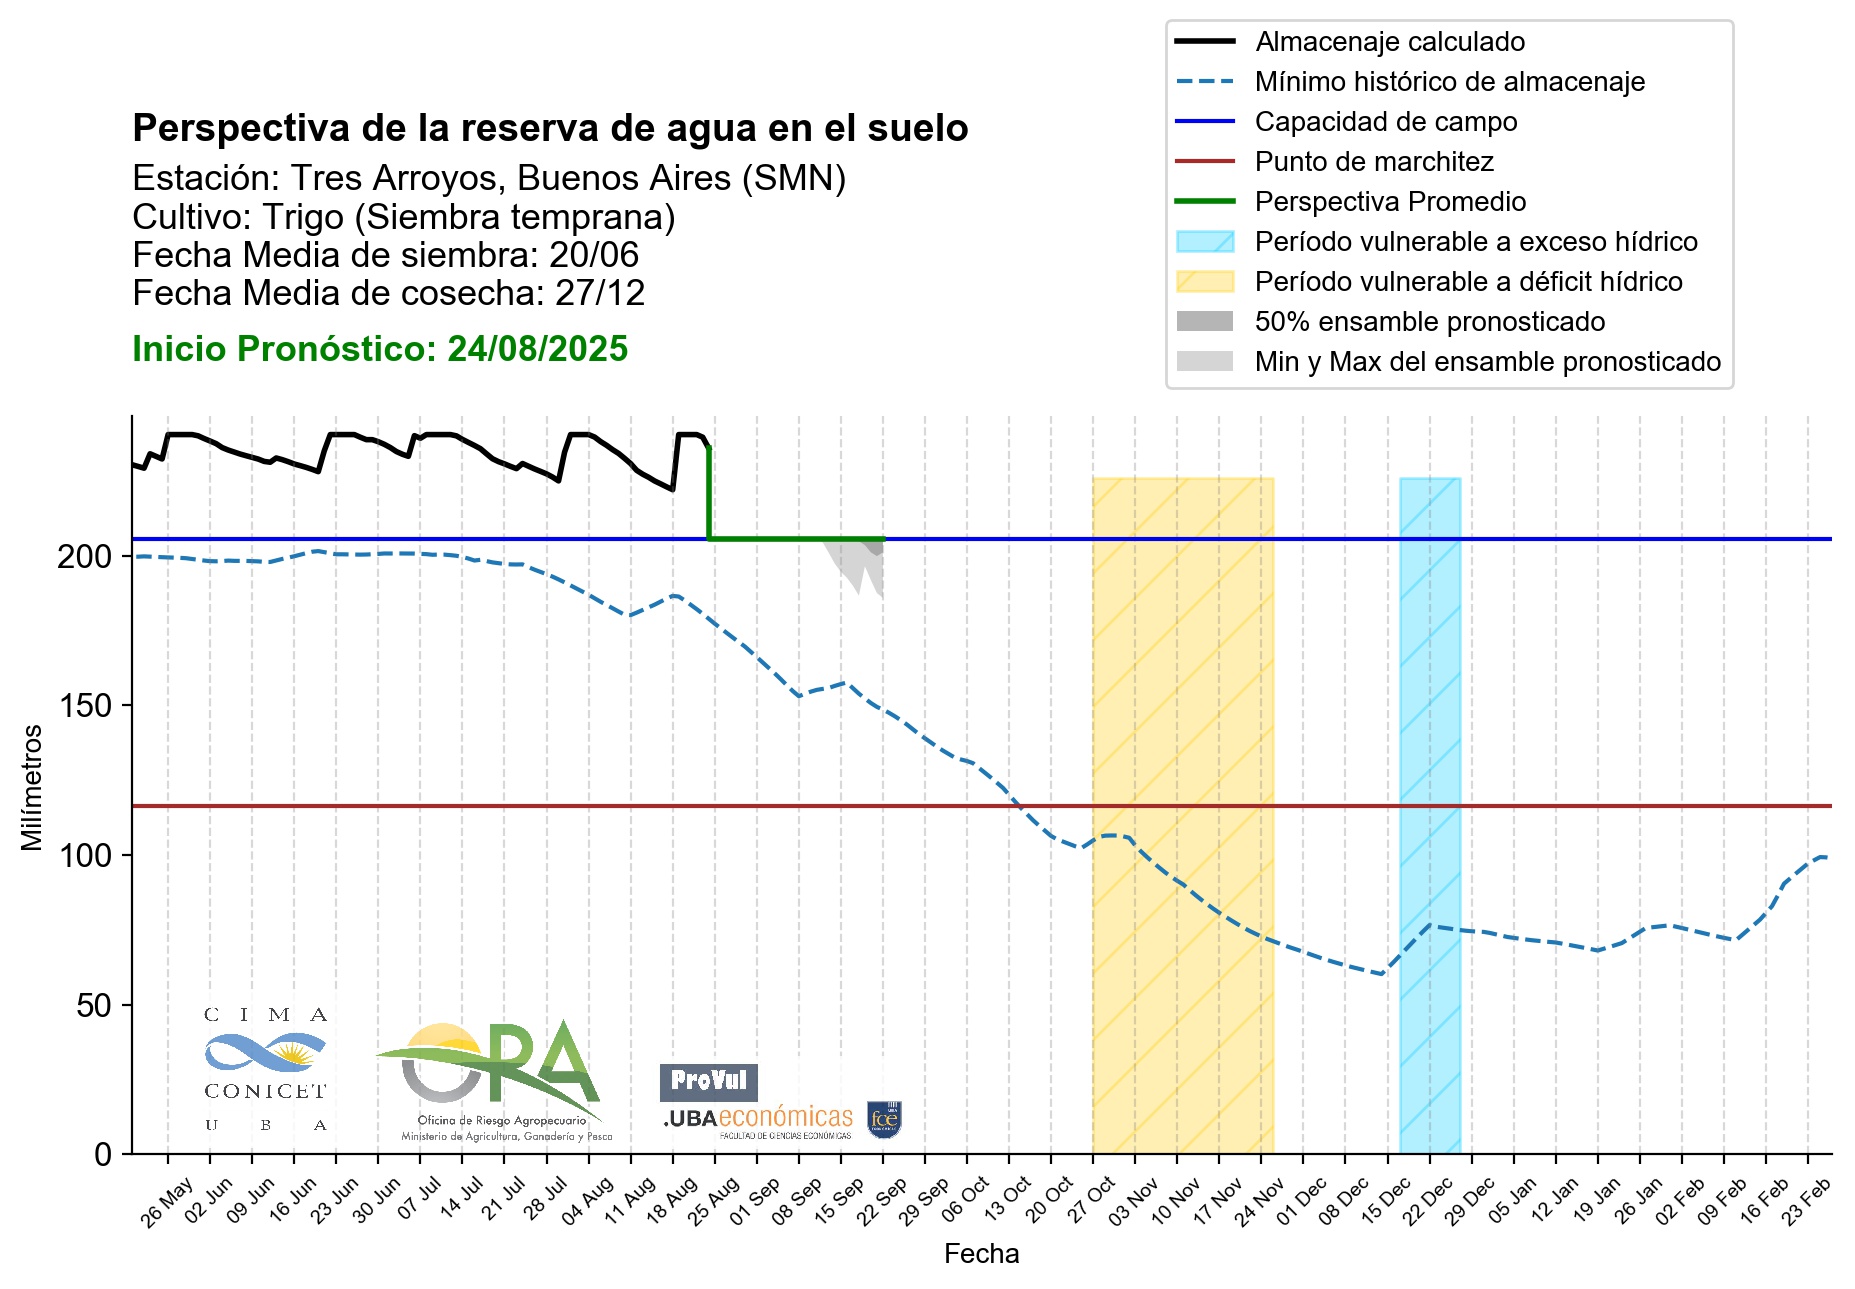 Almacenaje calculado
Mínimo histórico de almacenaje
Capacidad de campo
Punto de marchitez
Perspectiva Promedio
Período vulnerable a exceso hídrico
Período vulnerable a déficit hídrico
50% ensamble pronosticado
Min y Max del ensamble pronosticado
Perspectiva de la reserva de agua en el suelo
Estación: Tres Arroyos, Buenos Aires (SMN)
Cultivo: Trigo (Siembra temprana)
Fecha Media de siembra: 20/06
Fecha Media de cosecha: 27/12
Inicio Pronóstico: 24/08/2025
Milímetros
200
150
100
50
0
C I M A
CONICET
U B A
ORA
Oficina de Riesgo Agropecuario
Ministerio de Agricultura, Ganadería y Pesca
ProVul
.UBAeconómicas
FACULTAD DE CIENCIAS ECONÓMICAS
UBA
fce
26 May
02 Jun
09 Jun
16 Jun
23 Jun
30 Jun
07 Jul
14 Jul
21 Jul
28 Jul
04 Aug
11 Aug
18 Aug
25 Aug
01 Sep
08 Sep
15 Sep
22 Sep
29 Sep
06 Oct
13 Oct
20 Oct
27 Oct
03 Nov
10 Nov
17 Nov
24 Nov
01 Dec
08 Dec
15 Dec
22 Dec
29 Dec
05 Jan
12 Jan
19 Jan
26 Jan
02 Feb
09 Feb
16 Feb
23 Feb
Fecha